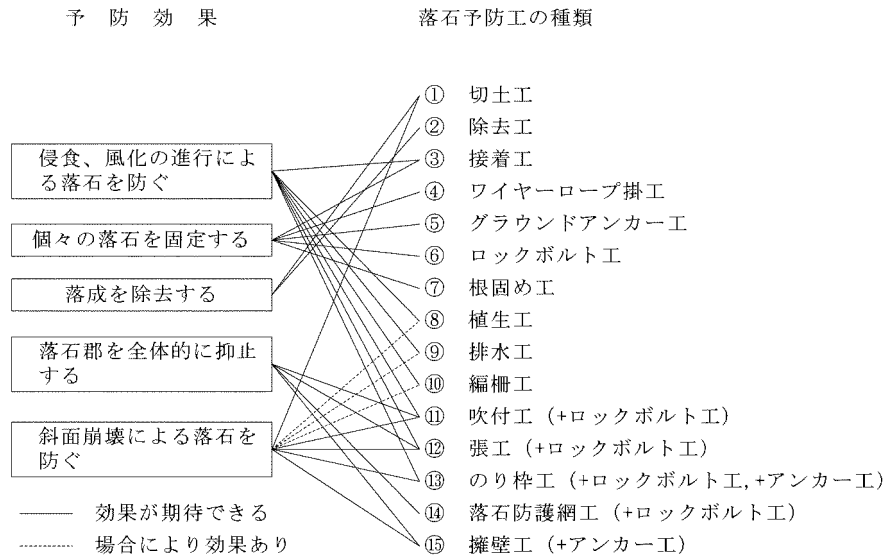 予防効果
落石予防工の種類
侵食、風化の進行によ
る落石を防ぐ
個々の落石を固定する
落成を除去する
落石郡を全体的に抑止
する
斜面崩壊による落石を
防ぐ
効果が期待できる
場合により効果あり
① 切土工
② 除去工
③ 接着工
④ ワイヤーロープ掛工
⑤ グラウンドアンカー工
⑥ ロックボルト工
⑦ 根固め工
⑧ 植生工
⑨ 排水工
⑩ 編柵工
⑪ 吹付工（+ロックボルト工）
⑫ 張工（+ロックボルト工）
⑬ のり枠工（+ロックボルト工,+アンカー工）
⑭ 落石防護網工（+ロックボルト工）
⑮ 擁壁工（+アンカー工）